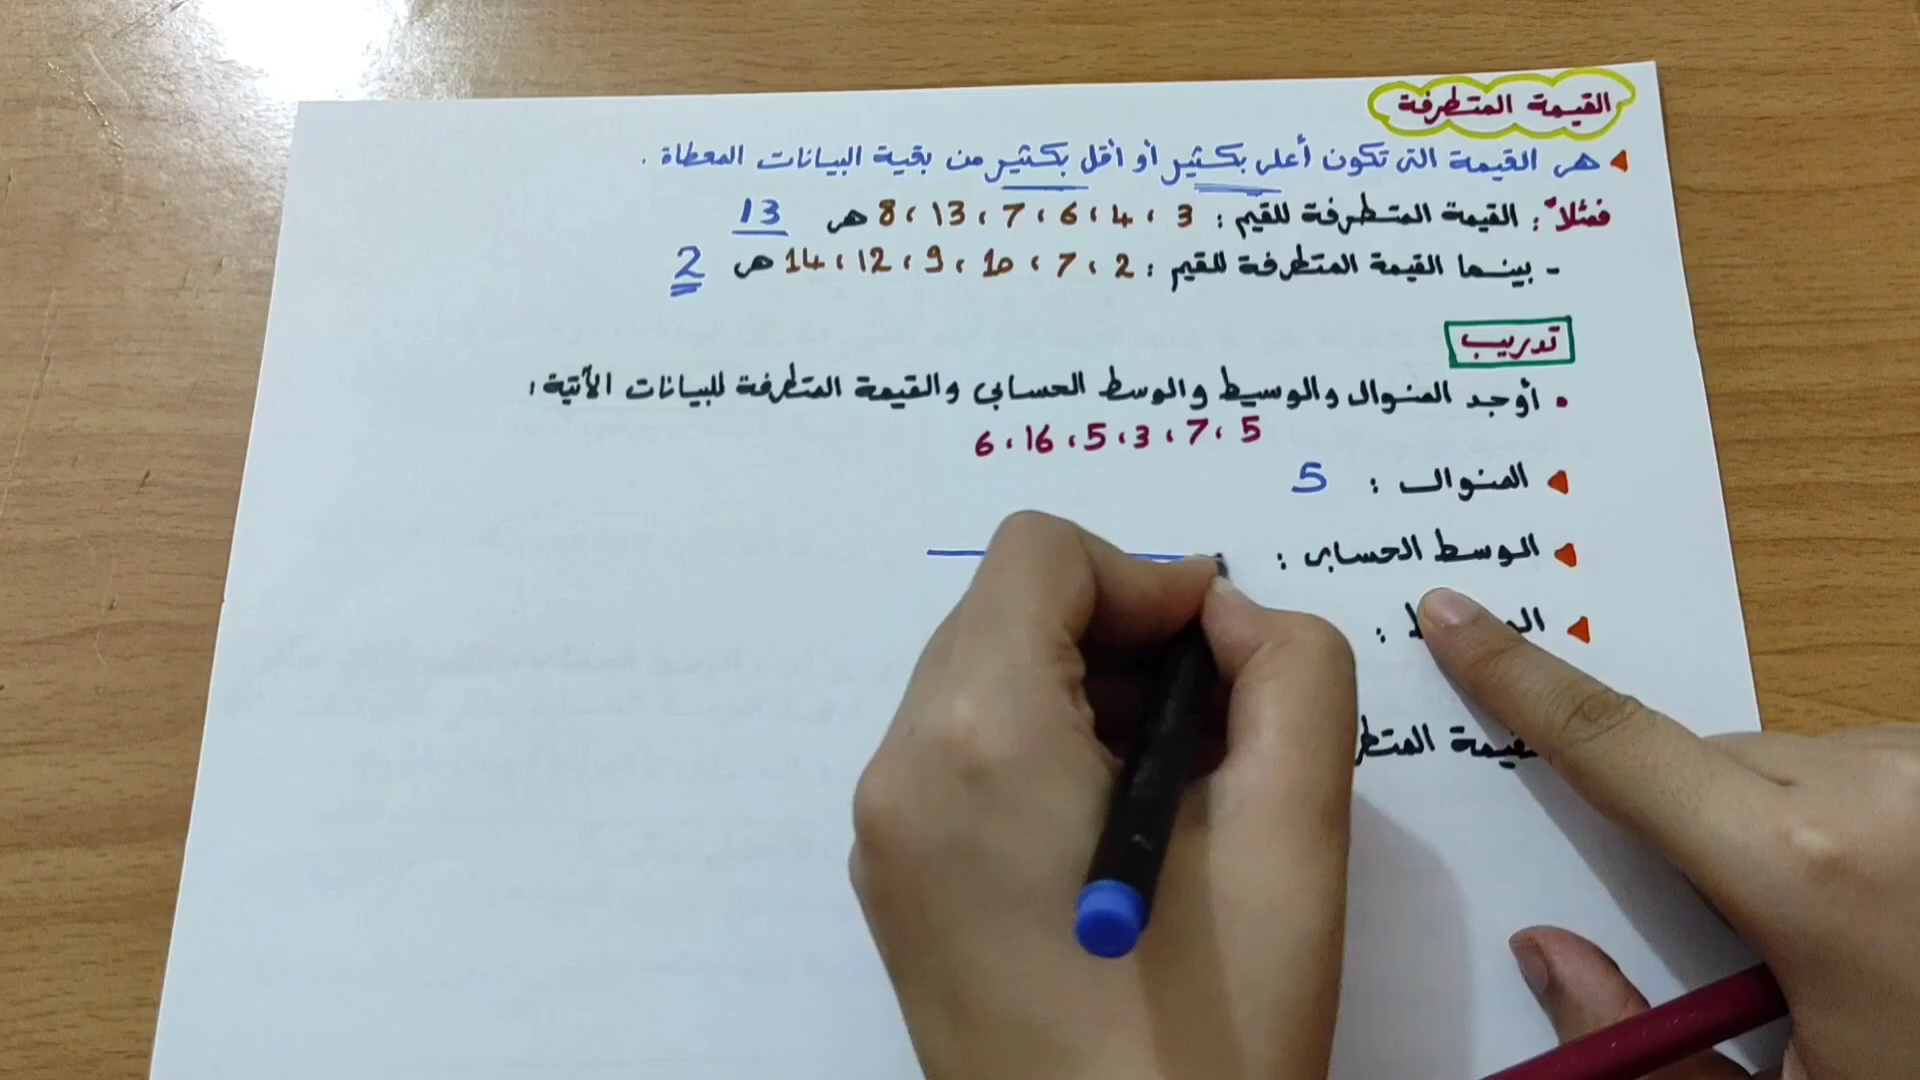 القيمة المتطرفة
هي القيمة التي تكون أعلى بكثير أو أقل بكثير من بقية البيانات المعطاة .
فمثلاً : القيمة المتطرفة للقيم : 3 ، 4 ، 6 ، 7 ، 13 ، 8 هي 13
- بينما القيمة المتطرفة للقيم : 2 ، 7 ، 10 ، 9 ، 12 ، 14 هي 2
تدريب
• أوجد المنوال والوسيط والوسط الحسابي والقيمة المتطرفة للبيانات الآتية :
5 ، 7 ، 3 ، 5 ، 16 ، 6
المنوال : 5
الوسط الحسابي :
: